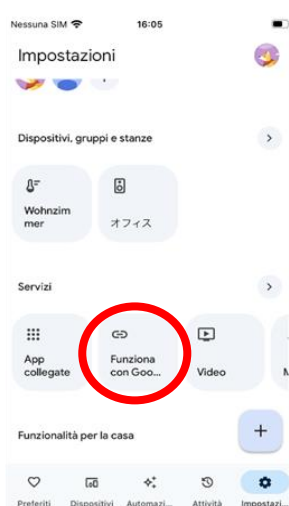 Nessuna SIM 16:05
Impostazioni
+
Dispositivi, gruppi e stanze
Wohnzim
mer
オフィス
Servizi
App
collegate
Funziona
con Goo...
Video
Funzionalità per la casa
+
Preferiti Dispositivi Automazi... Attività Impostazi...